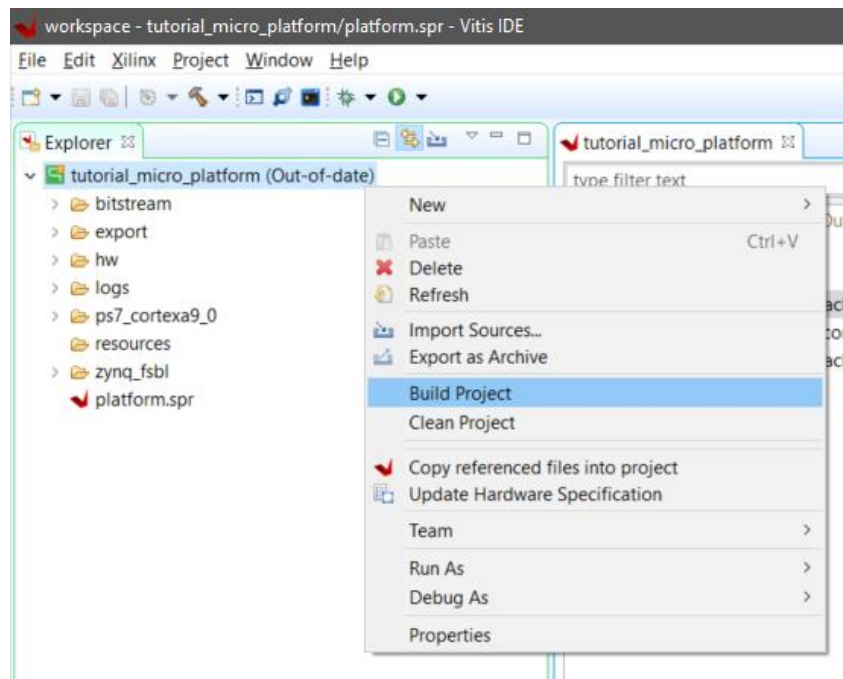 workspace - tutorial_micro_platform/platform.spr - Vitis IDE
File Edit Xilinx Project Window Help
Explorer
tutorial_micro_platform (Out-of-date)
bitstream
export
hw
logs
ps7_cortexa9_0
resources
zynq_fsbl
platform.spr
tutorial_micro_platform
type filter text
New
Paste Ctrl+V
Delete
Refresh
Import Sources...
Export as Archive
Build Project
Clean Project
Copy referenced files into project
Update Hardware Specification
Team
Run As
Debug As
Properties